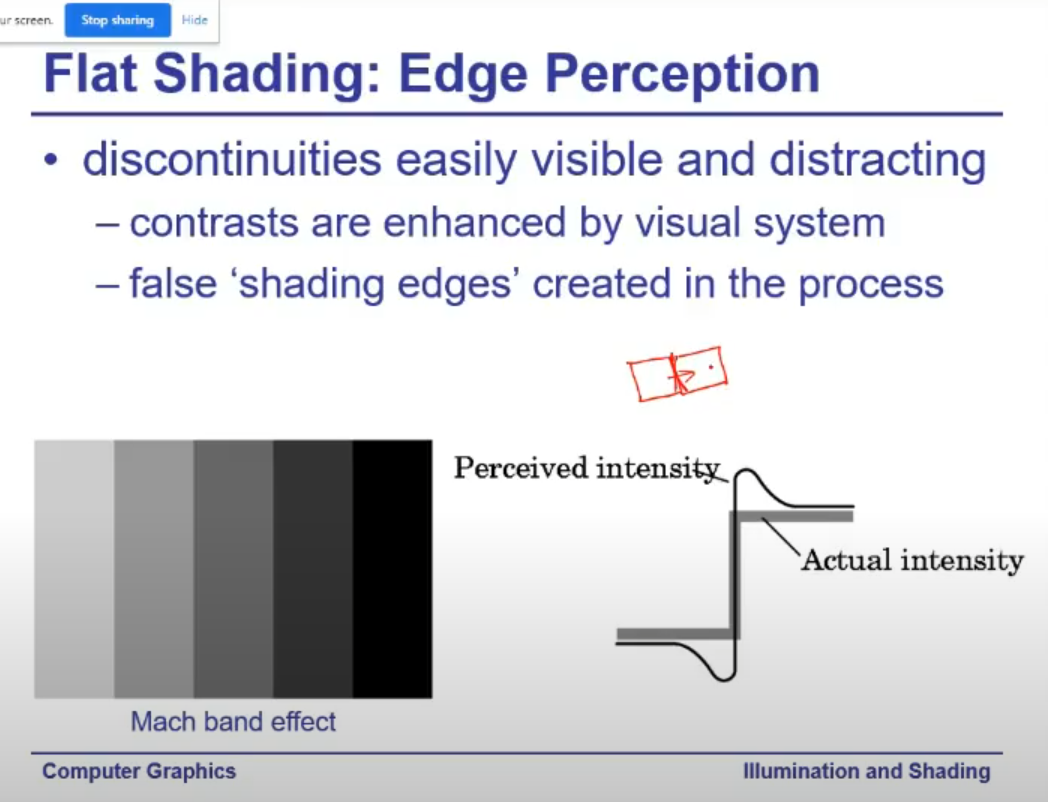 ur screen. Stop sharing Hide
Flat Shading: Edge Perception
• discontinuities easily visible and distracting
– contrasts are enhanced by visual system
– false ‘shading edges’ created in the process
Perceived intensity
Actual intensity
Mach band effect
Computer Graphics
Illumination and Shading